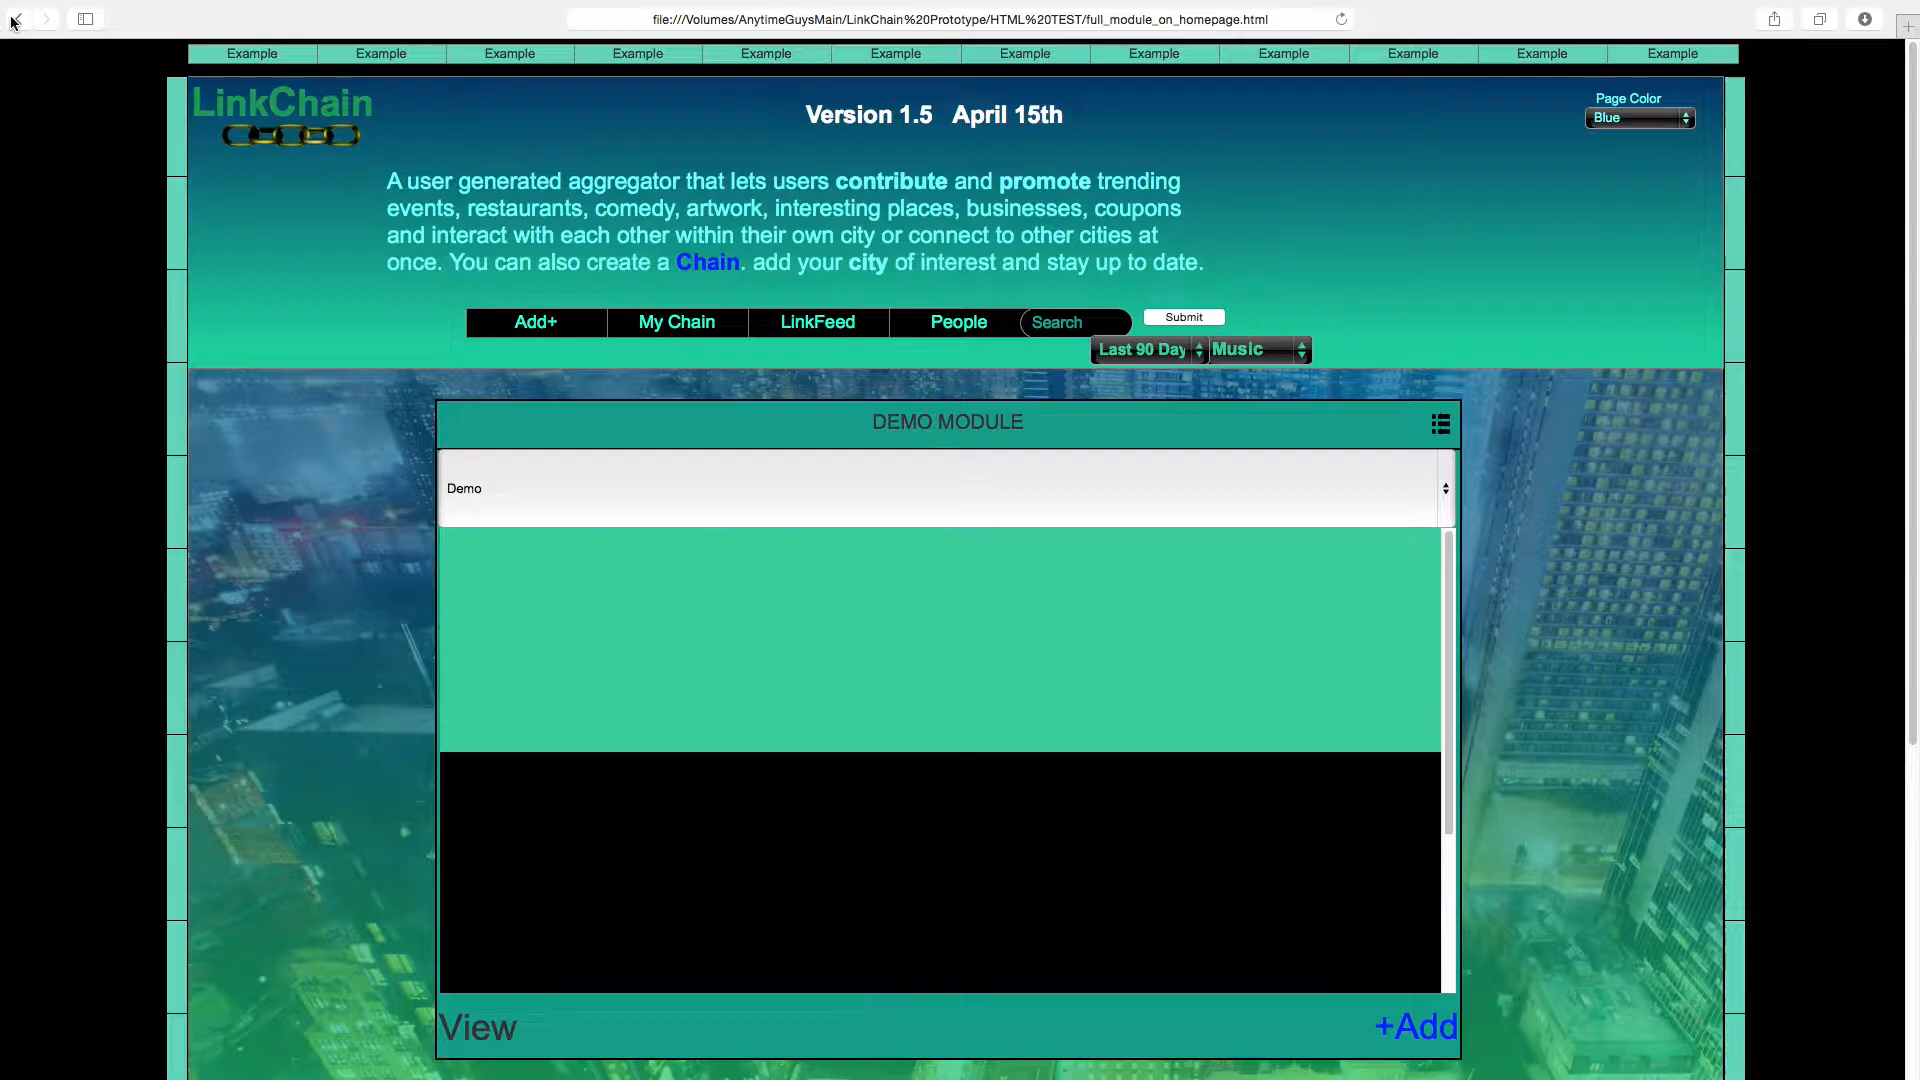 file:///Volumes/AnytimeGuysMain/LinkChain%20Prototype/HTML%20TEST/full_module_on_homepage.html
Example Example Example Example Example Example Example Example Example Example Example Example
LinkChain
Version 1.5 April 15th
Page Color
Blue
A user generated aggregator that lets users contribute and promote trending
events, restaurants, comedy, artwork, interesting places, businesses, coupons
and interact with each other within their own city or connect to other cities at
once. You can also create a Chain. add your city of interest and stay up to date.
Add+ My Chain LinkFeed People Search Submit
Last 90 Day Music
DEMO MODULE
Demo
View +Add